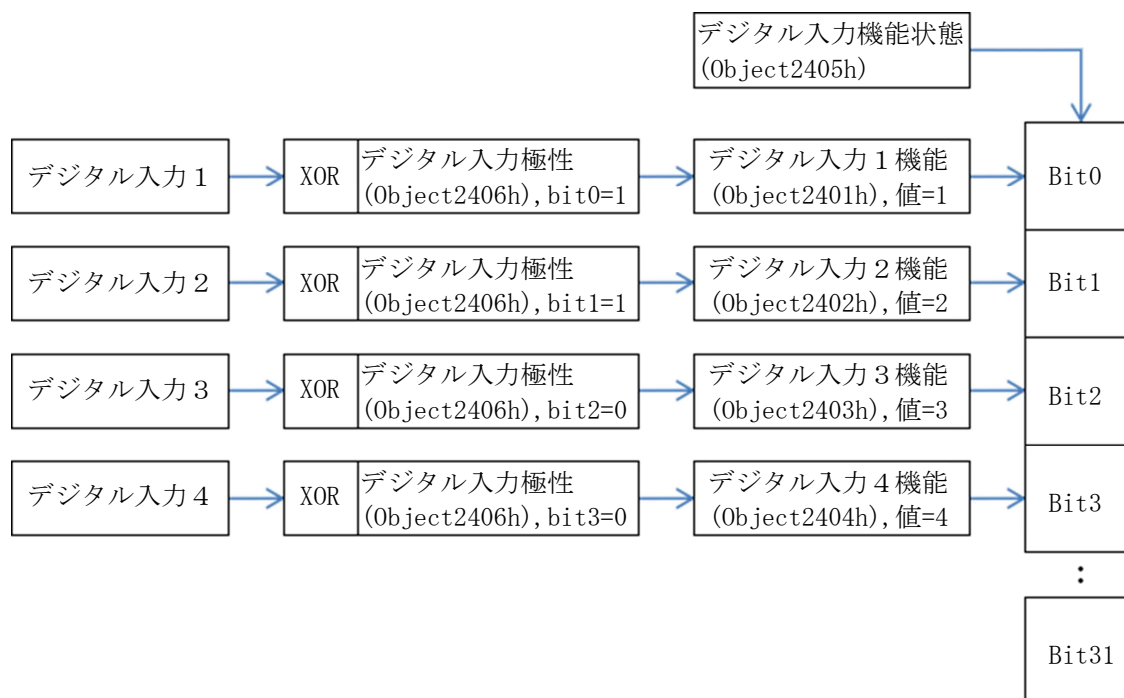 デジタル入力機能状態
(Object2405h)
デジタル入力１
XOR
デジタル入力極性
(Object2406h),bit0=1
デジタル入力１機能
(Object2401h),値=1
Bit0
デジタル入力２
XOR
デジタル入力極性
(Object2406h),bit1=1
デジタル入力２機能
(Object2402h),値=2
Bit1
デジタル入力３
XOR
デジタル入力極性
(Object2406h),bit2=0
デジタル入力３機能
(Object2403h),値=3
Bit2
デジタル入力４
XOR
デジタル入力極性
(Object2406h),bit3=0
デジタル入力４機能
(Object2404h),値=4
Bit3
:
Bit31